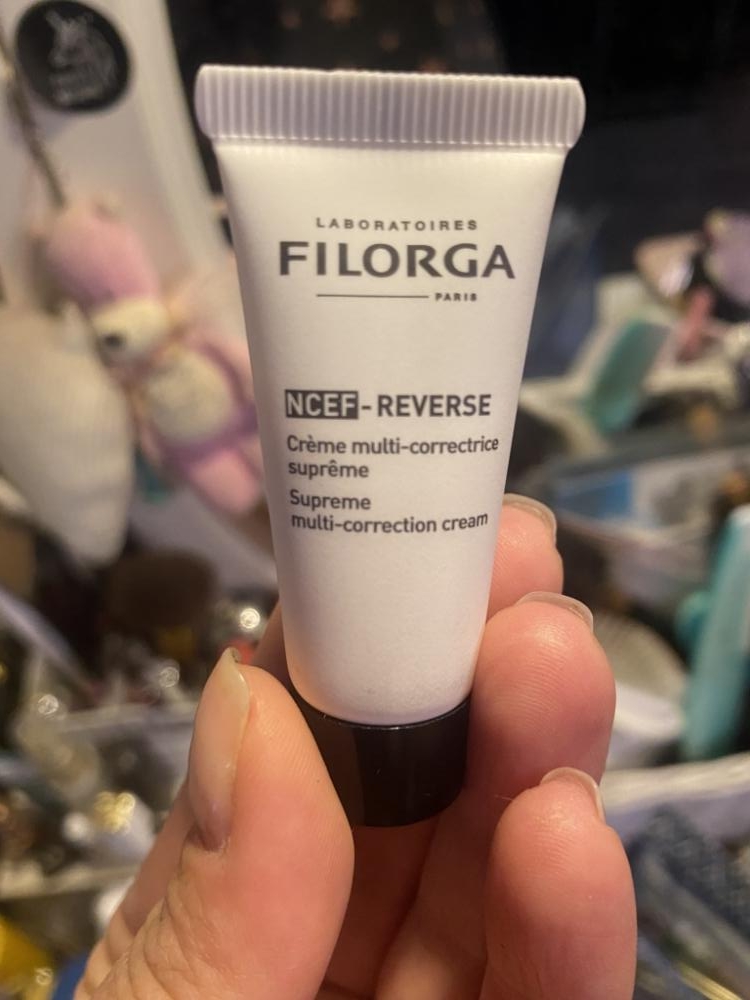 LABORATOIRES
FILORGA
PARIS
NCEF-REVERSE
Crème multi-correctrice
suprême
Supreme
multi-correction cream